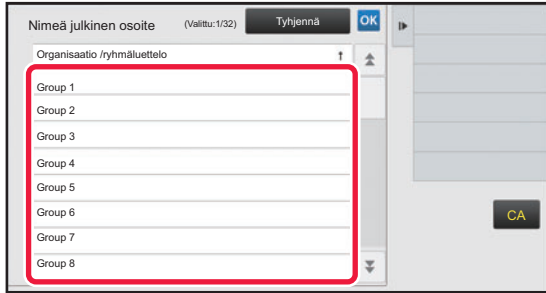 Nimeä julkinen osoite (Valittu:1/32) Tyhjennä OK
Organisaatio /ryhmäluettelo
Group 1
Group 2
Group 3
Group 4
Group 5
Group 6
CA
Group 7
Group 8